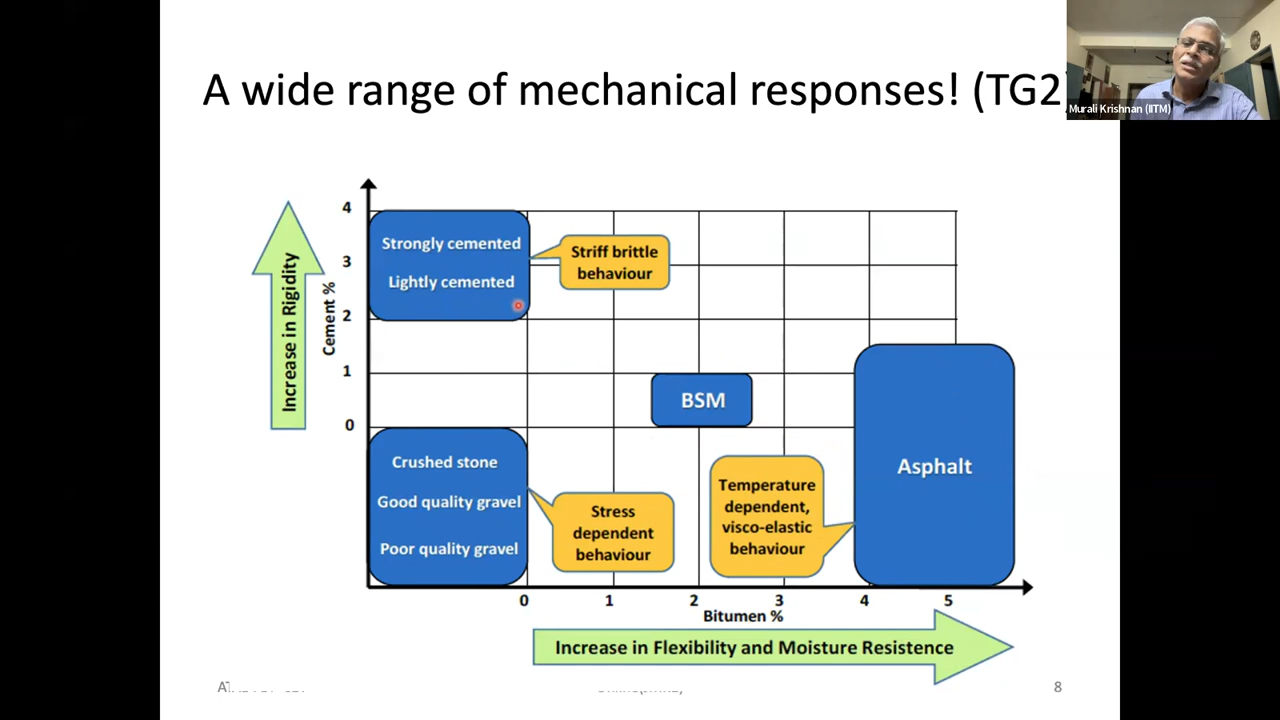 A wide range of mechanical responses! (TG2
Murali Krishnan (IITM)
Increase in Rigidity
Cement %
4
3
2
1
0
Strongly cemented
Lightly cemented
Striff brittle
behaviour
BSM
Asphalt
Crushed stone
Good quality gravel
Poor quality gravel
Stress
dependent
behaviour
Temperature
dependent,
visco-elastic
behaviour
0 1 2 3 4 5
Bitumen %
Increase in Flexibility and Moisture Resistence
8